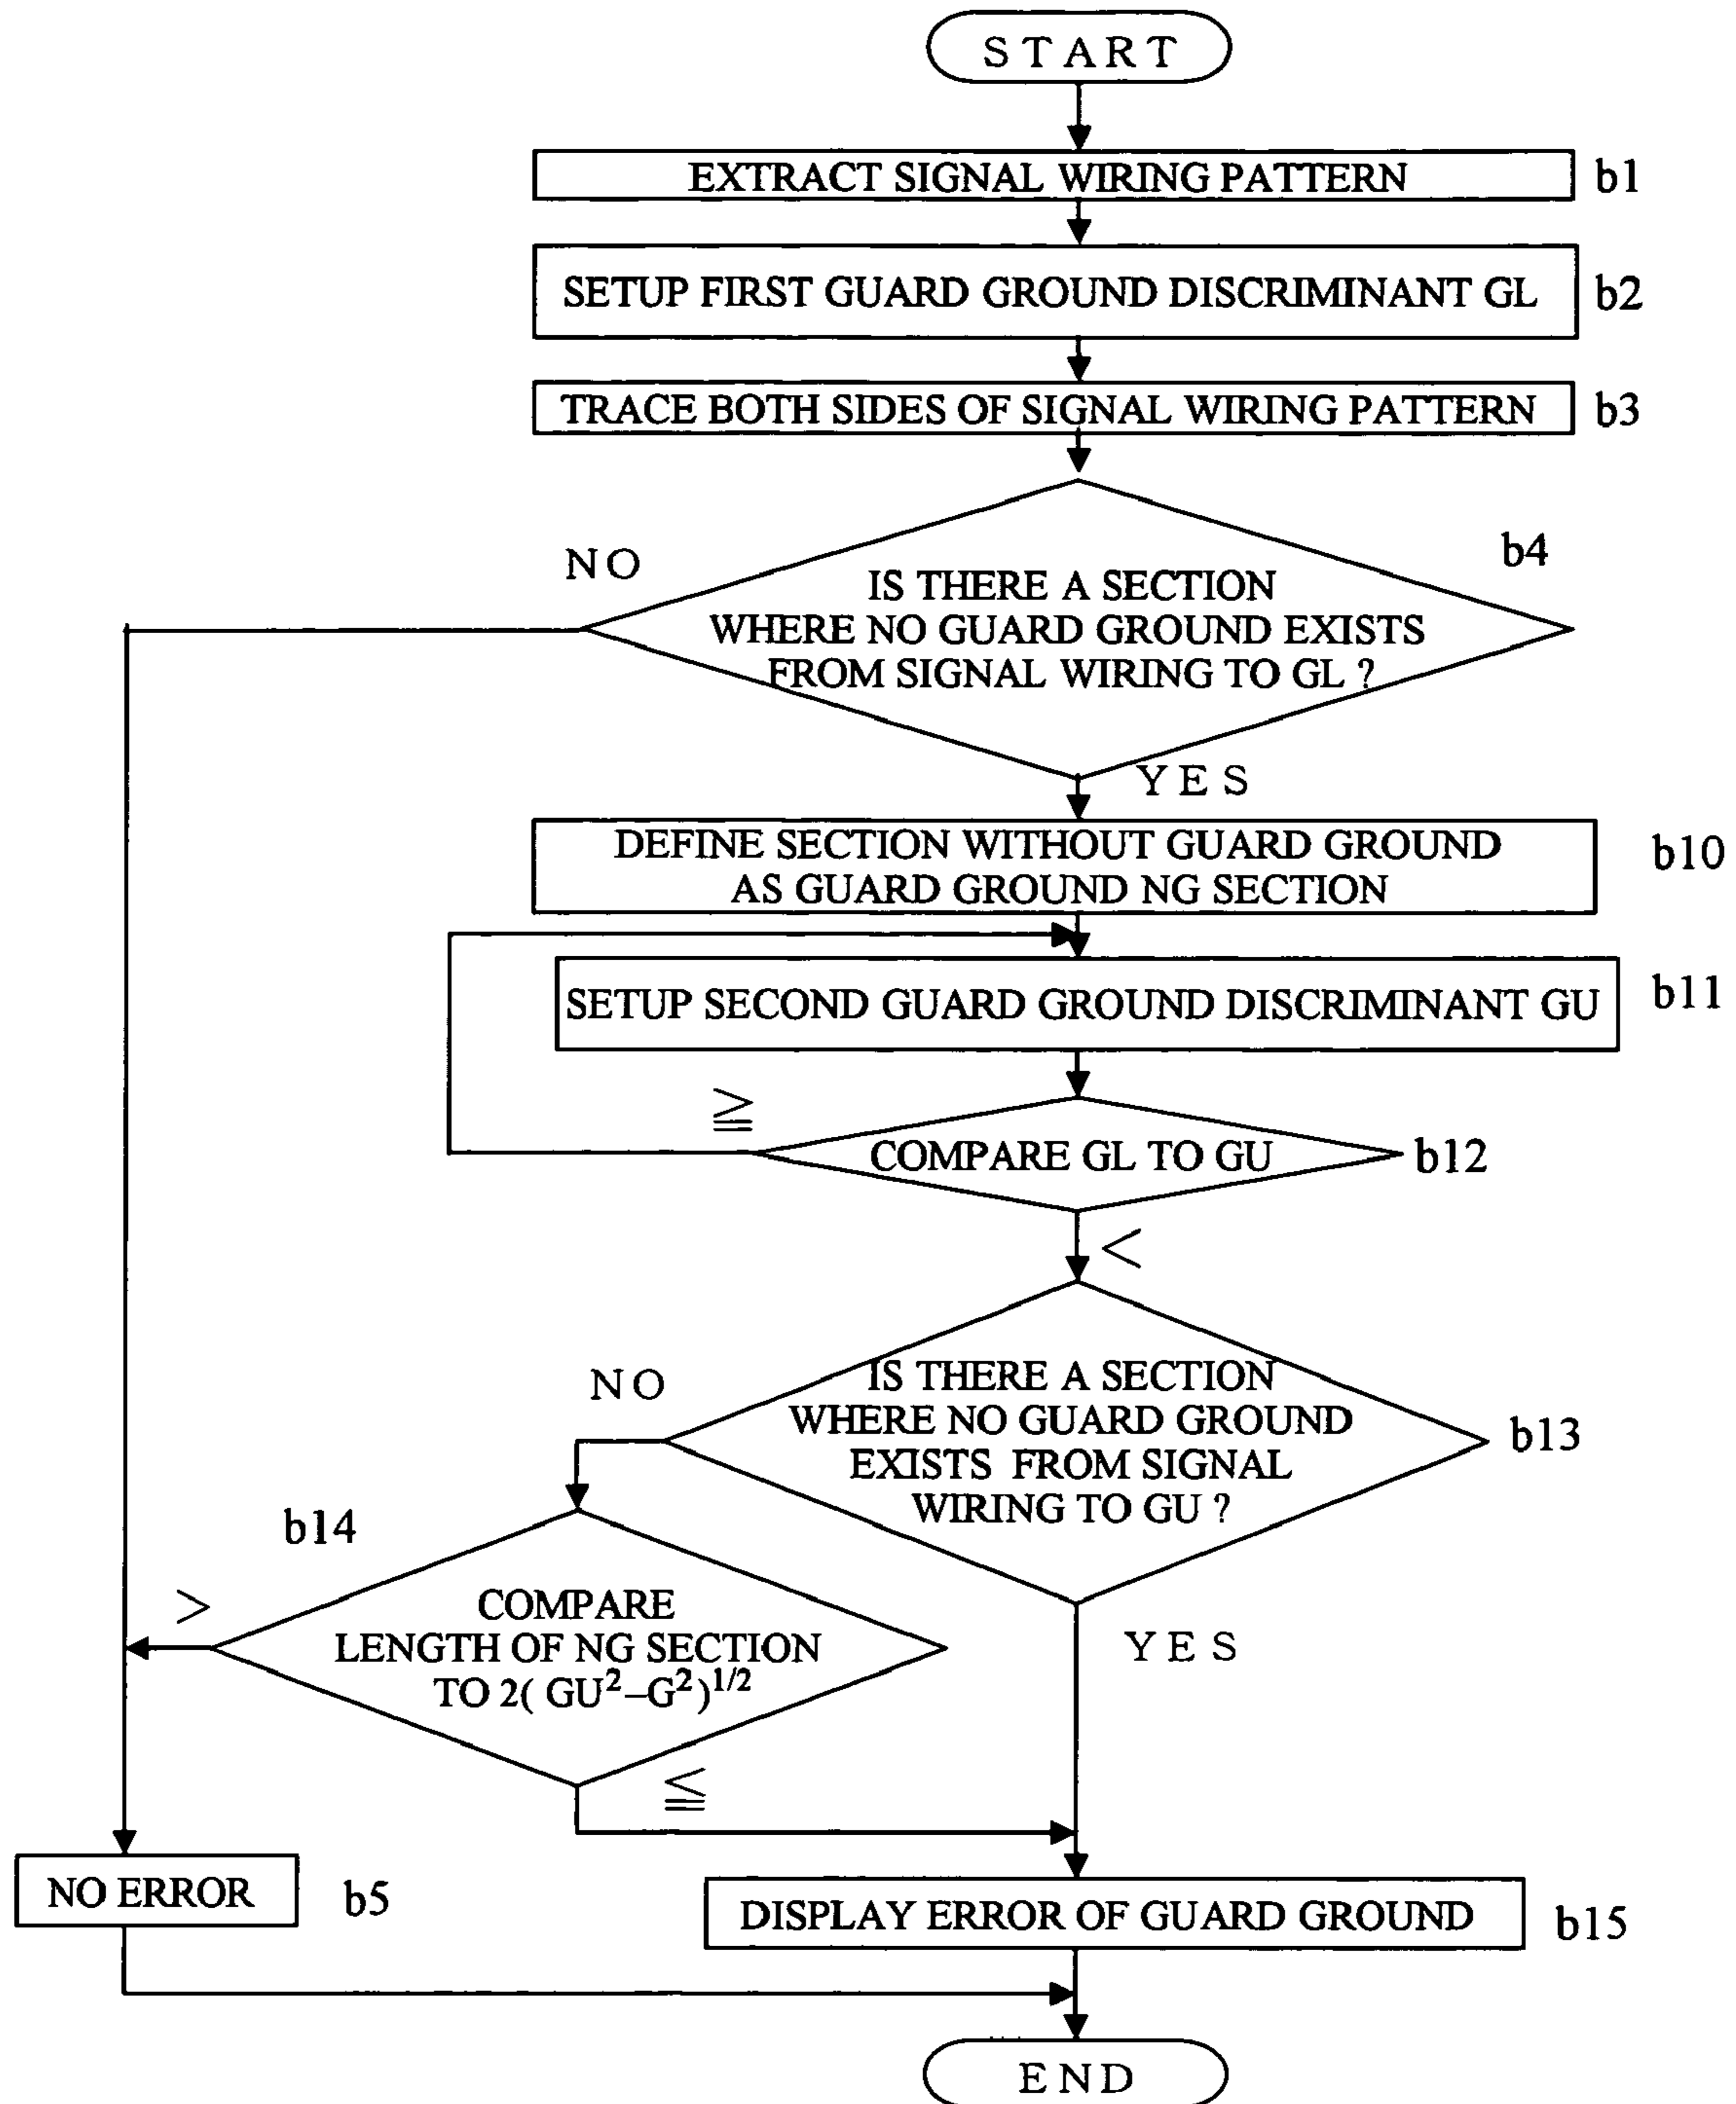 START
EXTRACT SIGNAL WIRING PATTERN b1
SETUP FIRST GUARD GROUND DISCRIMINANT GL b2
TRACE BOTH SIDES OF SIGNAL WIRING PATTERN b3
NO
b4
IS THERE A SECTION
WHERE NO GUARD GROUND EXISTS
FROM SIGNAL WIRING TO GL ?
YES
DEFINE SECTION WITHOUT GUARD GROUND
AS GUARD GROUND NG SECTION
b10
SETUP SECOND GUARD GROUND DISCRIMINANT GU b11
≧
COMPARE GL TO GU b12
<
NO
IS THERE A SECTION
WHERE NO GUARD GROUND
EXISTS FROM SIGNAL
WIRING TO GU ?
b13
b14
>
COMPARE
LENGTH OF NG SECTION
TO 2( GU²–G²)¹/²
YES
≦
NO ERROR b5
DISPLAY ERROR OF GUARD GROUND b15
END